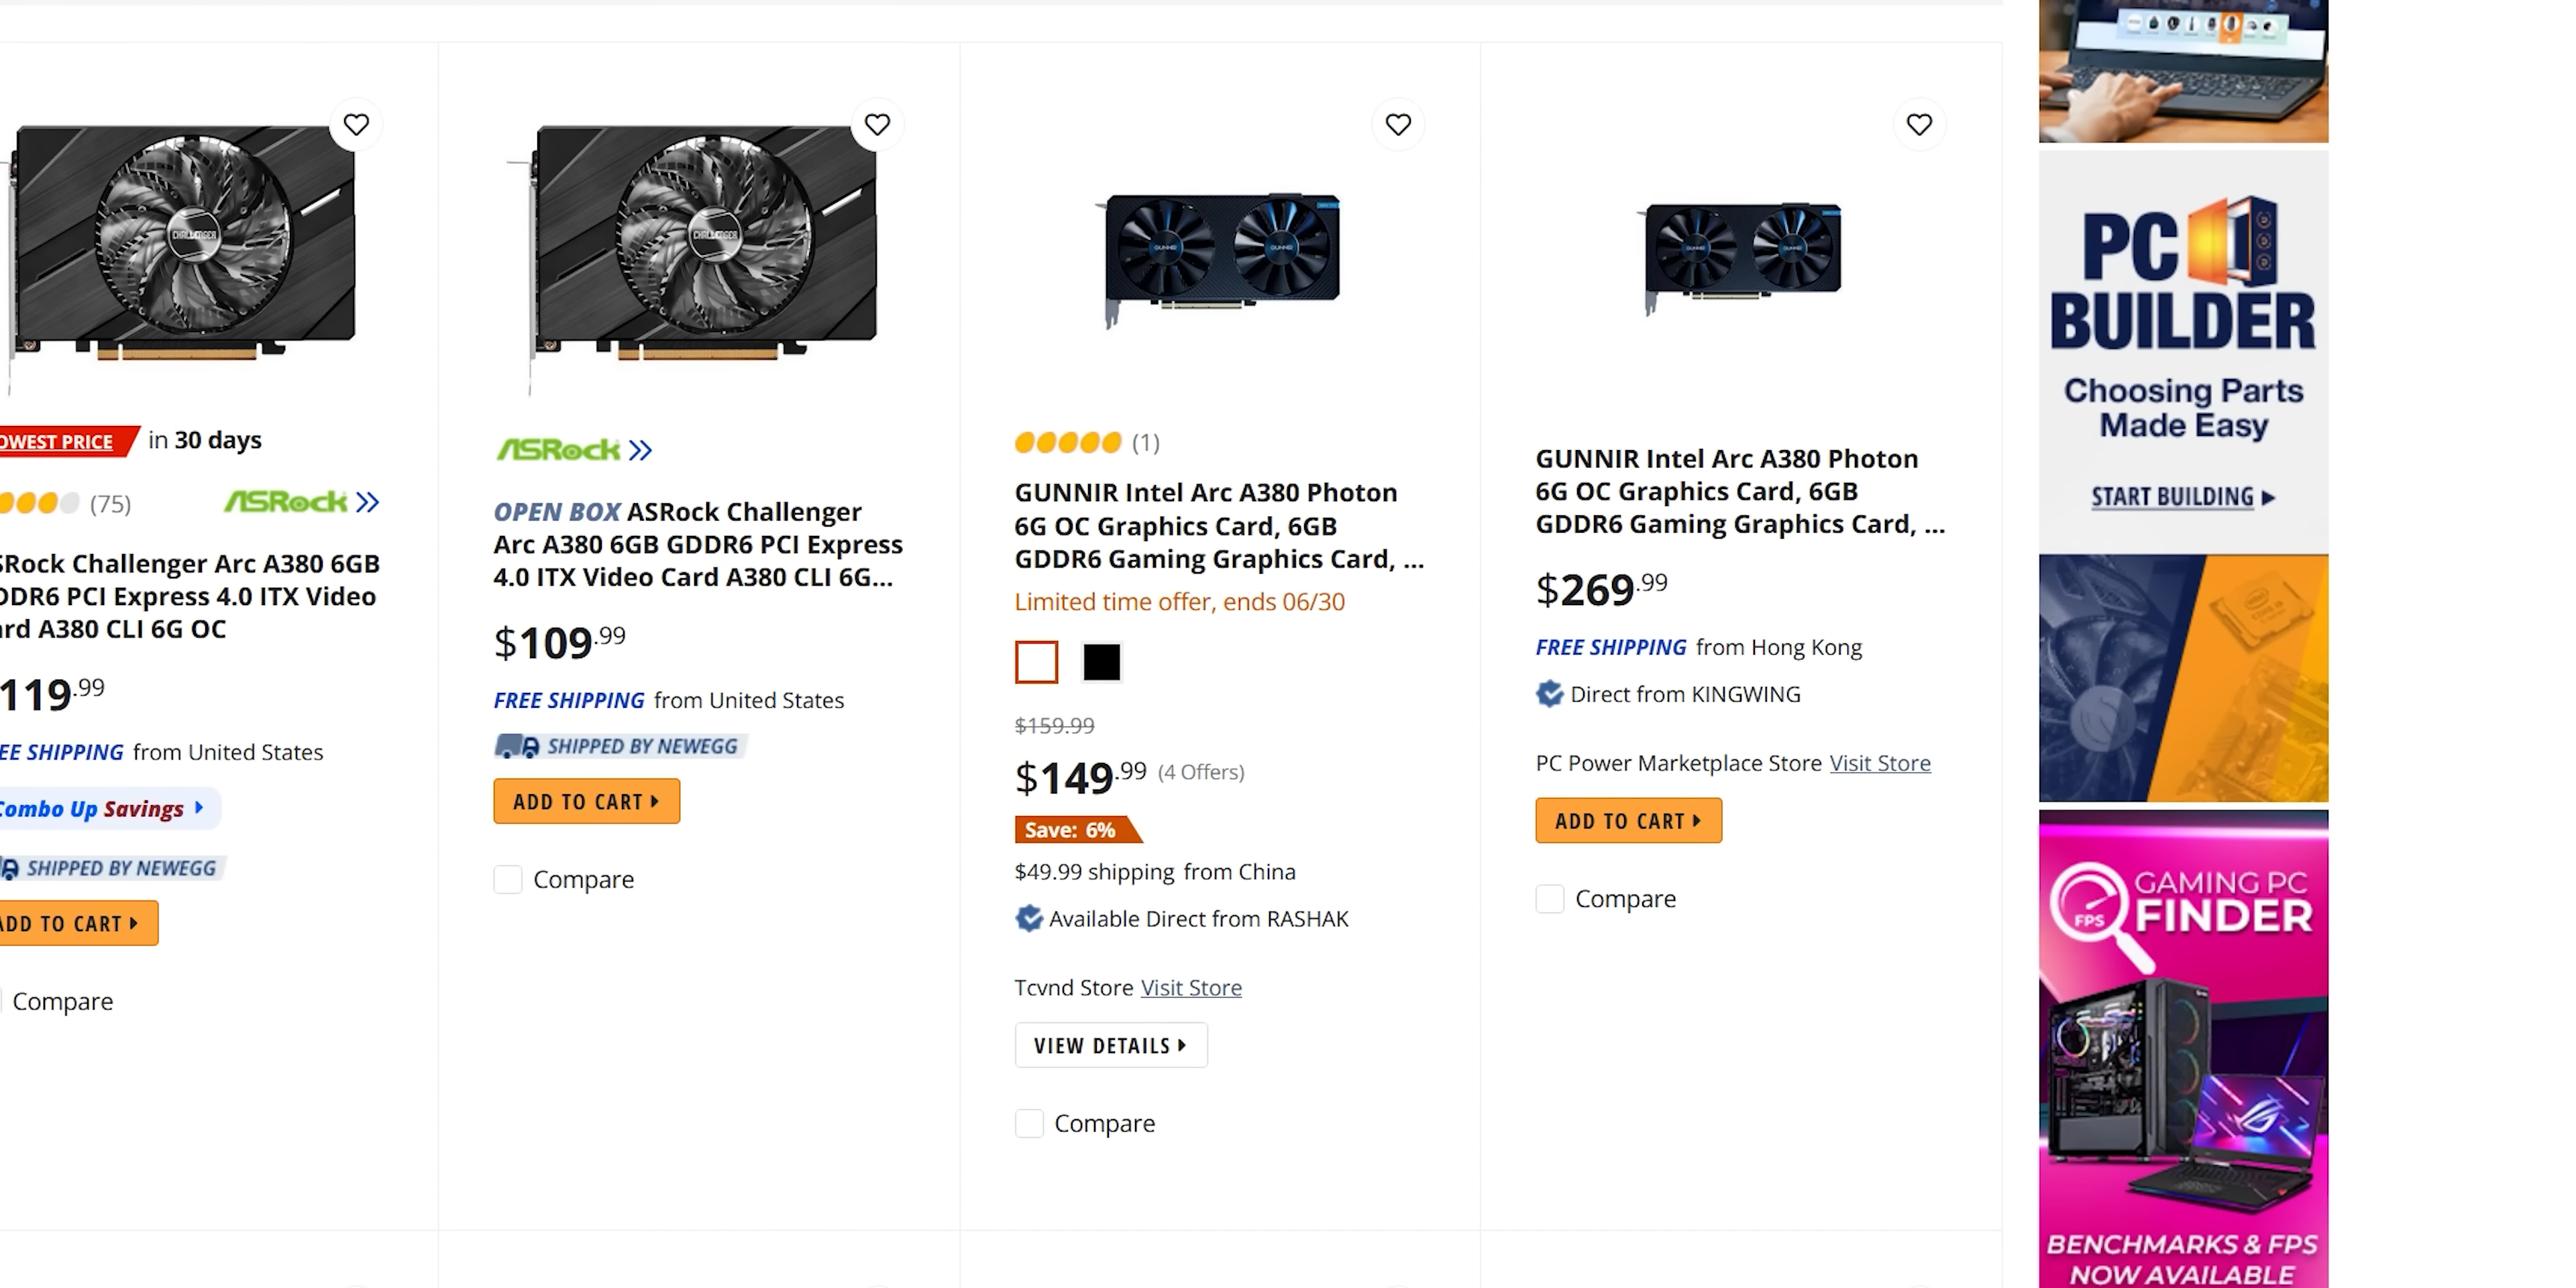 CHALLENGER
OWEST PRICE in 30 days
(75) ASRock
Rock Challenger Arc A380 6GB
DDR6 PCI Express 4.0 ITX Video
rd A380 CLI 6G OC
119.99
EE SHIPPING from United States
Combo Up Savings
SHIPPED BY NEWEGG
ADD TO CART
Compare
CHALLENGER
ASRock
OPEN BOX ASRock Challenger
Arc A380 6GB GDDR6 PCI Express
4.0 ITX Video Card A380 CLI 6G...
$109.99
FREE SHIPPING from United States
SHIPPED BY NEWEGG
ADD TO CART
Compare
GUNNIR GUNNIR
(1)
GUNNIR Intel Arc A380 Photon
6G OC Graphics Card, 6GB
GDDR6 Gaming Graphics Card, ...
Limited time offer, ends 06/30
$159.99
$149.99 (4 Offers)
Save: 6%
$49.99 shipping from China
Available Direct from RASHAK
Tcvnd Store Visit Store
VIEW DETAILS
Compare
GUNNIR GUNNIR
GUNNIR Intel Arc A380 Photon
6G OC Graphics Card, 6GB
GDDR6 Gaming Graphics Card, ...
$269.99
FREE SHIPPING from Hong Kong
Direct from KINGWING
PC Power Marketplace Store Visit Store
ADD TO CART
Compare
PC
BUILDER
Choosing Parts
Made Easy
START BUILDING
GAMING PC
FPS FINDER
BENCHMARKS & FPS
NOW AVAILABLE